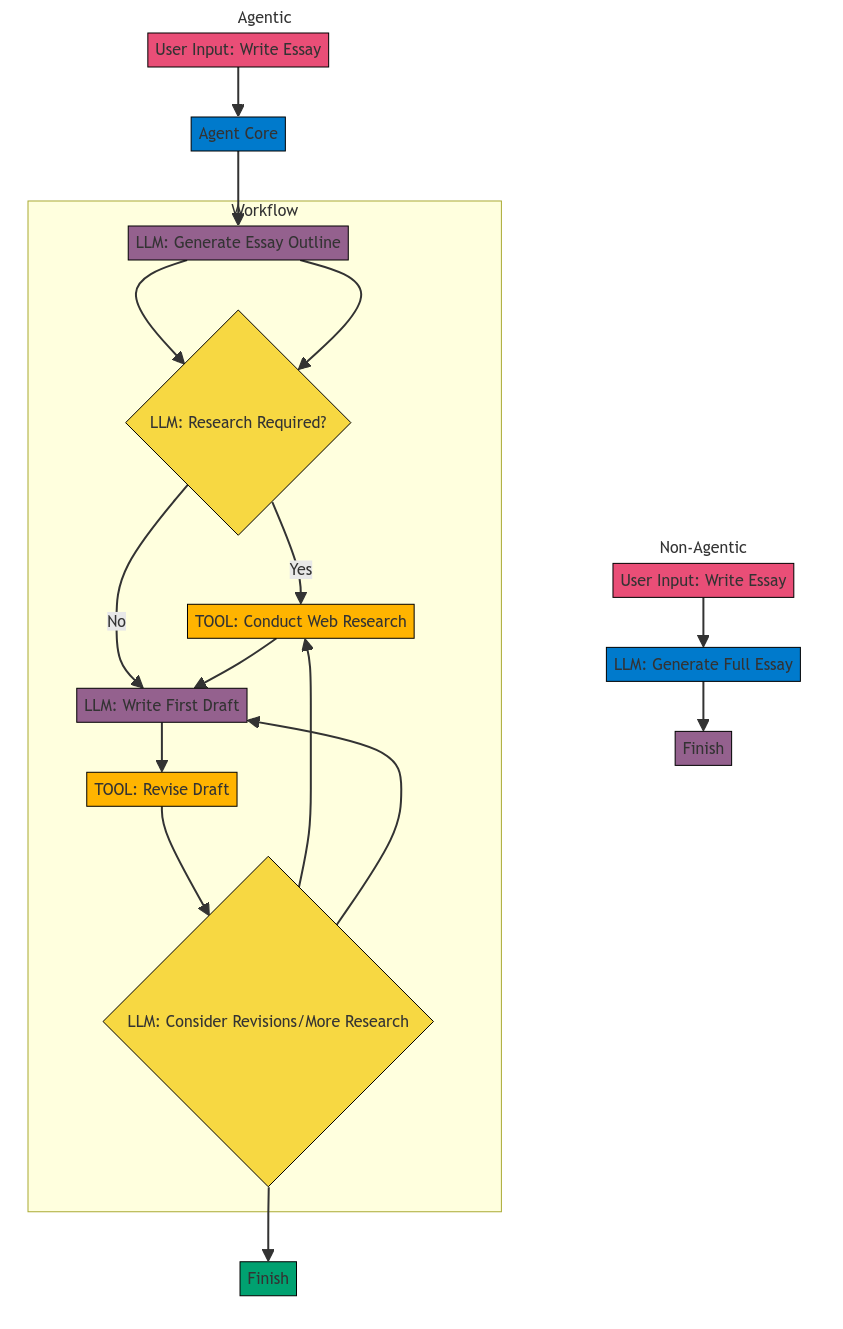 Agentic
User Input: Write Essay
Agent Core
Workflow
LLM: Generate Essay Outline
LLM: Research Required?
Yes
No
TOOL: Conduct Web Research
LLM: Write First Draft
TOOL: Revise Draft
LLM: Consider Revisions/More Research
Finish
Non-Agentic
User Input: Write Essay
LLM: Generate Full Essay
Finish